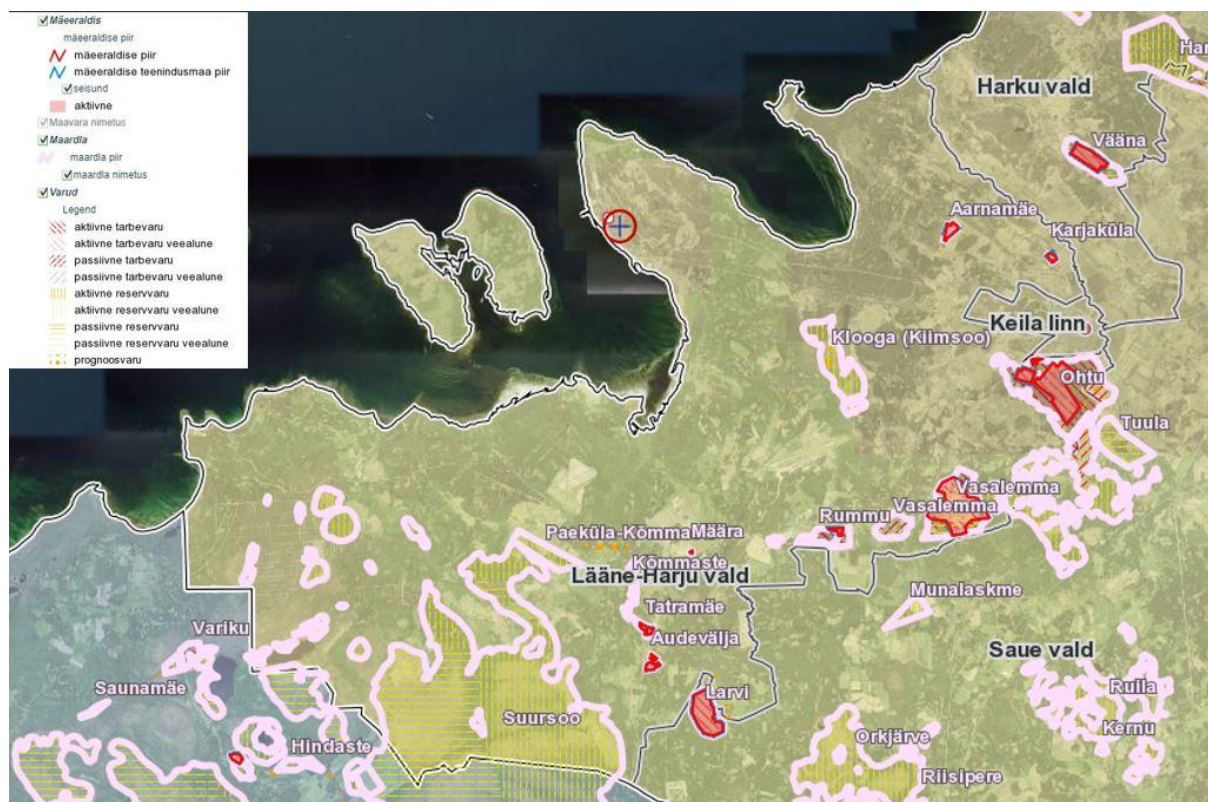 Mäeeraldis
mäeeraldise piir
mäeeraldise piir
mäeeraldise teenindusmaa piir
seisund
aktiivne
Maavara nimetus
Maardla
maardla piir
maardla nimetus
Varud
Legend
aktiivne tarbevaru
aktiivne tarbevaru veealune
passiivne tarbevaru
passiivne tarbevaru veealune
aktiivne reservvaru
aktiivne reservvaru veealune
passiivne reservvaru
passiivne reservvaru veealune
prognoosvaru
Har
Harku vald
Vääna
Aarnamäe
Karjaküla
Keila linn
Klooga (Kiimsoo)
Ohtu
Tuula
Vasalemma
Vasalemma
Rummu
Paeküla-Kõmma
Määra
Kõmmaste
Lääne-Harju vald
Munalaskme
Tatramäe
Audevälja
Variku
Saue vald
Saunamäe
Larvi
Ruila
Suursoo
Kernu
Orkjärve
Hindaste
Riisipere